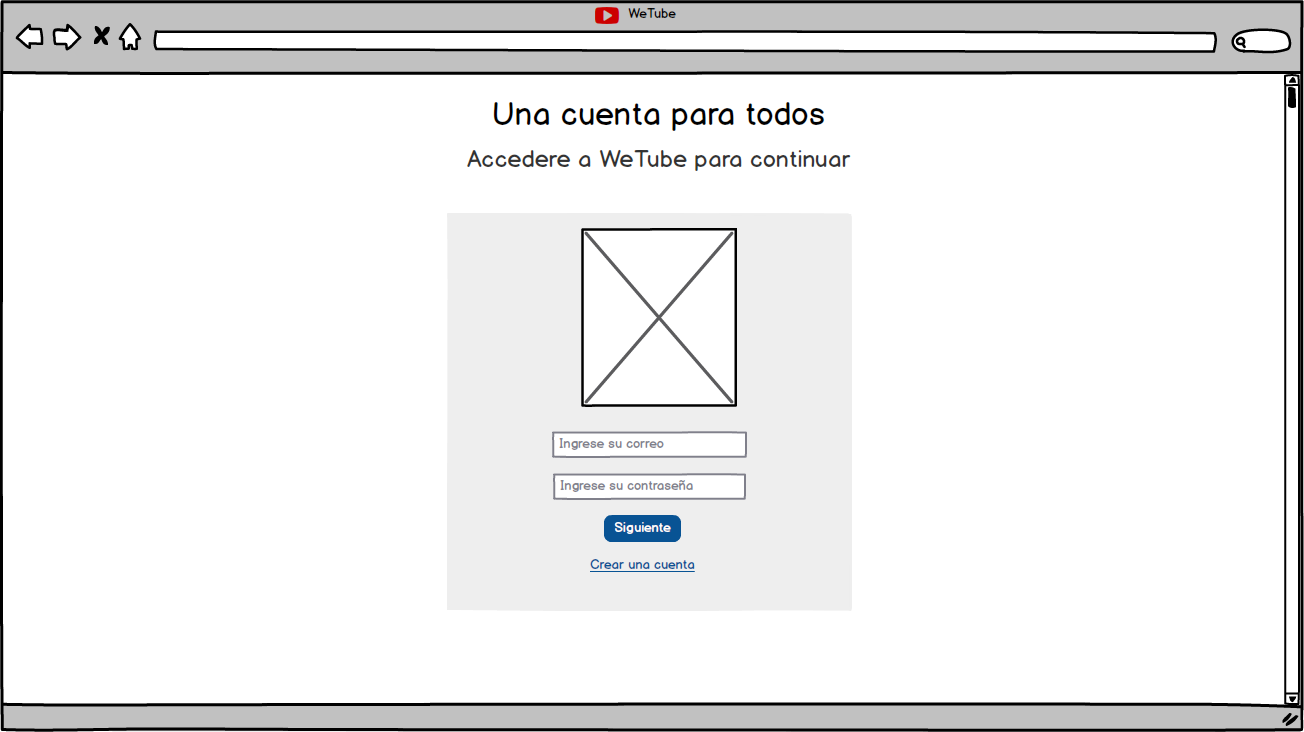 WeTube
Una cuenta para todos
Accedere a WeTube para continuar
Ingrese su correo
Ingrese su contraseña
Siguiente
Crear una cuenta